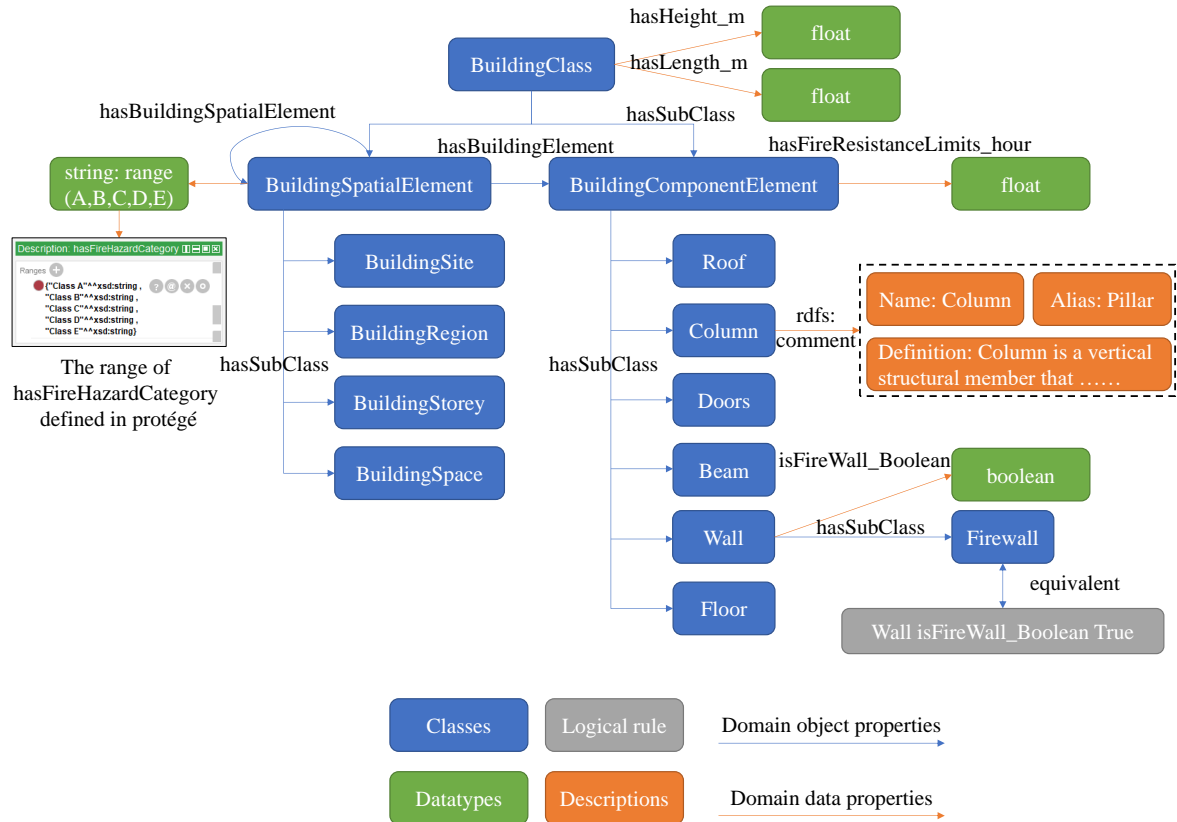 hasHeight_m
float
BuildingClass
hasLength_m
float
hasBuildingSpatialElement
hasSubClass
hasBuildingElement
hasFireResistanceLimits_hour
string: range
(A,B,C,D,E)
BuildingSpatialElement
BuildingComponentElement
float
Description: hasFireHazardCategory
Ranges
{"Class A"^^xsd:string ,
"Class B"^^xsd:string ,
"Class C"^^xsd:string ,
"Class D"^^xsd:string ,
"Class E"^^xsd:string}
The range of
hasFireHazardCategory
defined in protégé
hasSubClass
BuildingSite
BuildingRegion
BuildingStorey
BuildingSpace
hasSubClass
Roof
Column
Doors
Beam
Wall
Floor
rdfs:
comment
Name: Column
Alias: Pillar
Definition: Column is a vertical
structural member that ……
isFireWall_Boolean
boolean
hasSubClass
Firewall
equivalent
Wall isFireWall_Boolean True
Classes
Logical rule
Domain object properties
Datatypes
Descriptions
Domain data properties